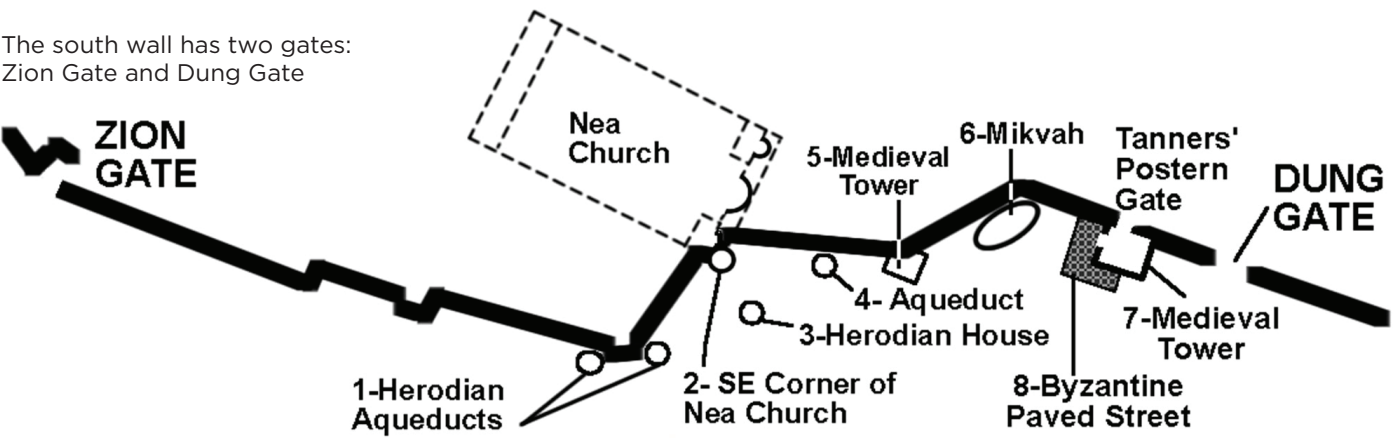 The south wall has two gates:
Zion Gate and Dung Gate
ZION
GATE
Nea
Church
5-Medieval
Tower
6-Mikvah
Tanners'
Postern
Gate
DUNG
GATE
4- Aqueduct
3-Herodian House
7-Medieval
Tower
1-Herodian
Aqueducts
2- SE Corner of
Nea Church
8-Byzantine
Paved Street